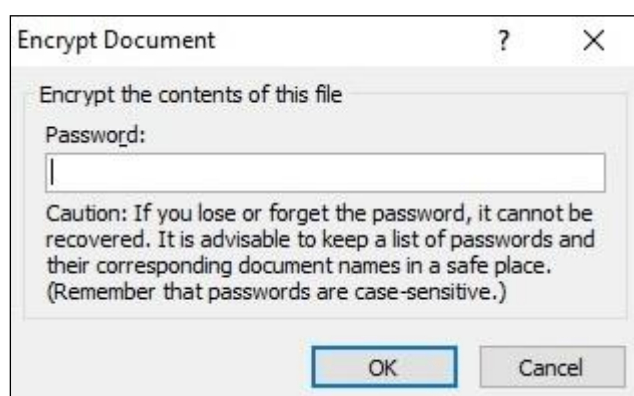 Encrypt Document ? ×
Encrypt the contents of this file
Password:
Caution: If you lose or forget the password, it cannot be
recovered. It is advisable to keep a list of passwords and
their corresponding document names in a safe place.
(Remember that passwords are case-sensitive.)
OK Cancel